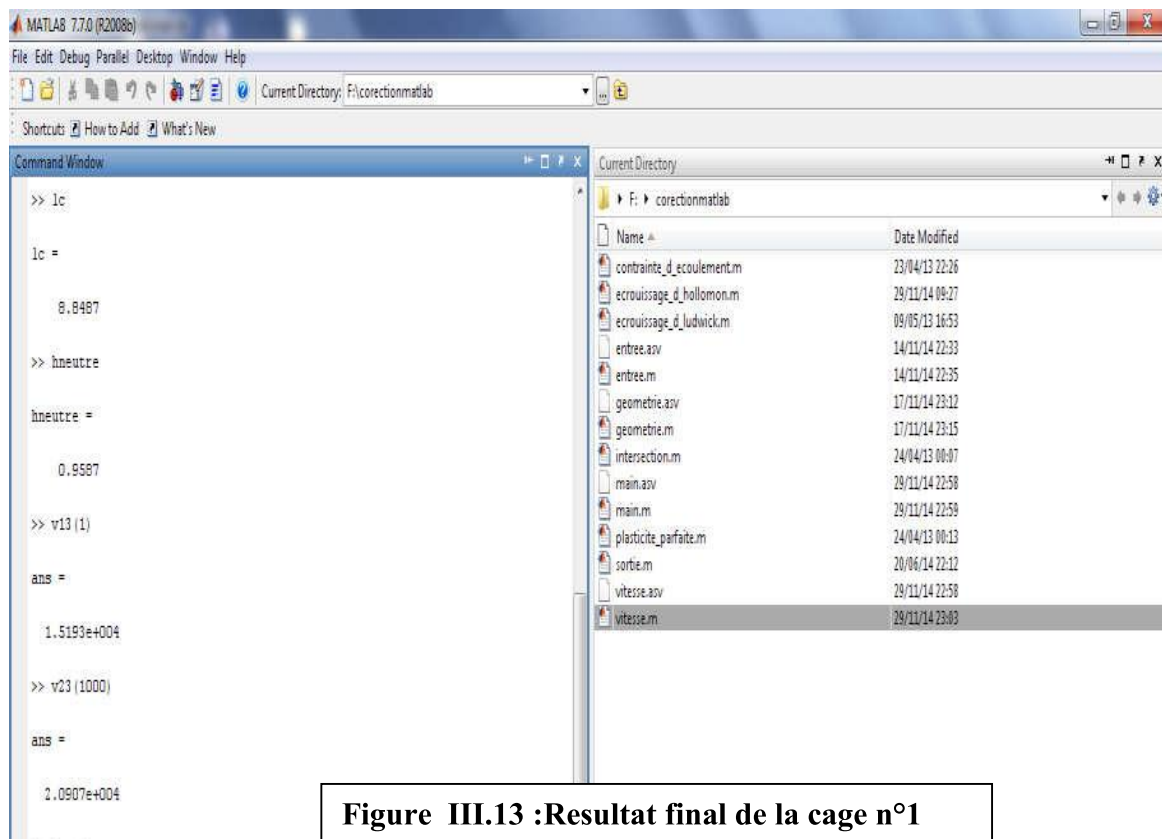 MATLAB 7.7.0 (R2008b)
File Edit Debug Parallel Desktop Window Help
Current Directory: F:\corectionmatlab
Shortcuts How to Add What's New
Command Window
>> lc
lc =
8.8487
>> hneutre
hneutre =
0.9587
>> v13(1)
ans =
1.5193e+004
>> v23(1000)
ans =
2.0907e+004
Current Directory
F: corectionmatlab
Name Date Modified
contrainte_d_ecoulement.m 23/04/13 22:26
ecrouissage_d_hollomon.m 29/11/14 09:27
ecrouissage_d_ludwick.m 09/05/13 16:53
entree.asv 14/11/14 22:33
entree.m 14/11/14 22:35
geometrie.asv 17/11/14 23:12
geometrie.m 17/11/14 23:15
intersection.m 24/04/13 00:07
main.asv 29/11/14 22:58
main.m 29/11/14 22:59
plasticite_parfaite.m 24/04/13 00:13
sortie.m 20/06/14 22:12
vitesse.asv 29/11/14 22:58
vitesse.m 29/11/14 23:03
Figure III.13 :Resultat final de la cage n°1